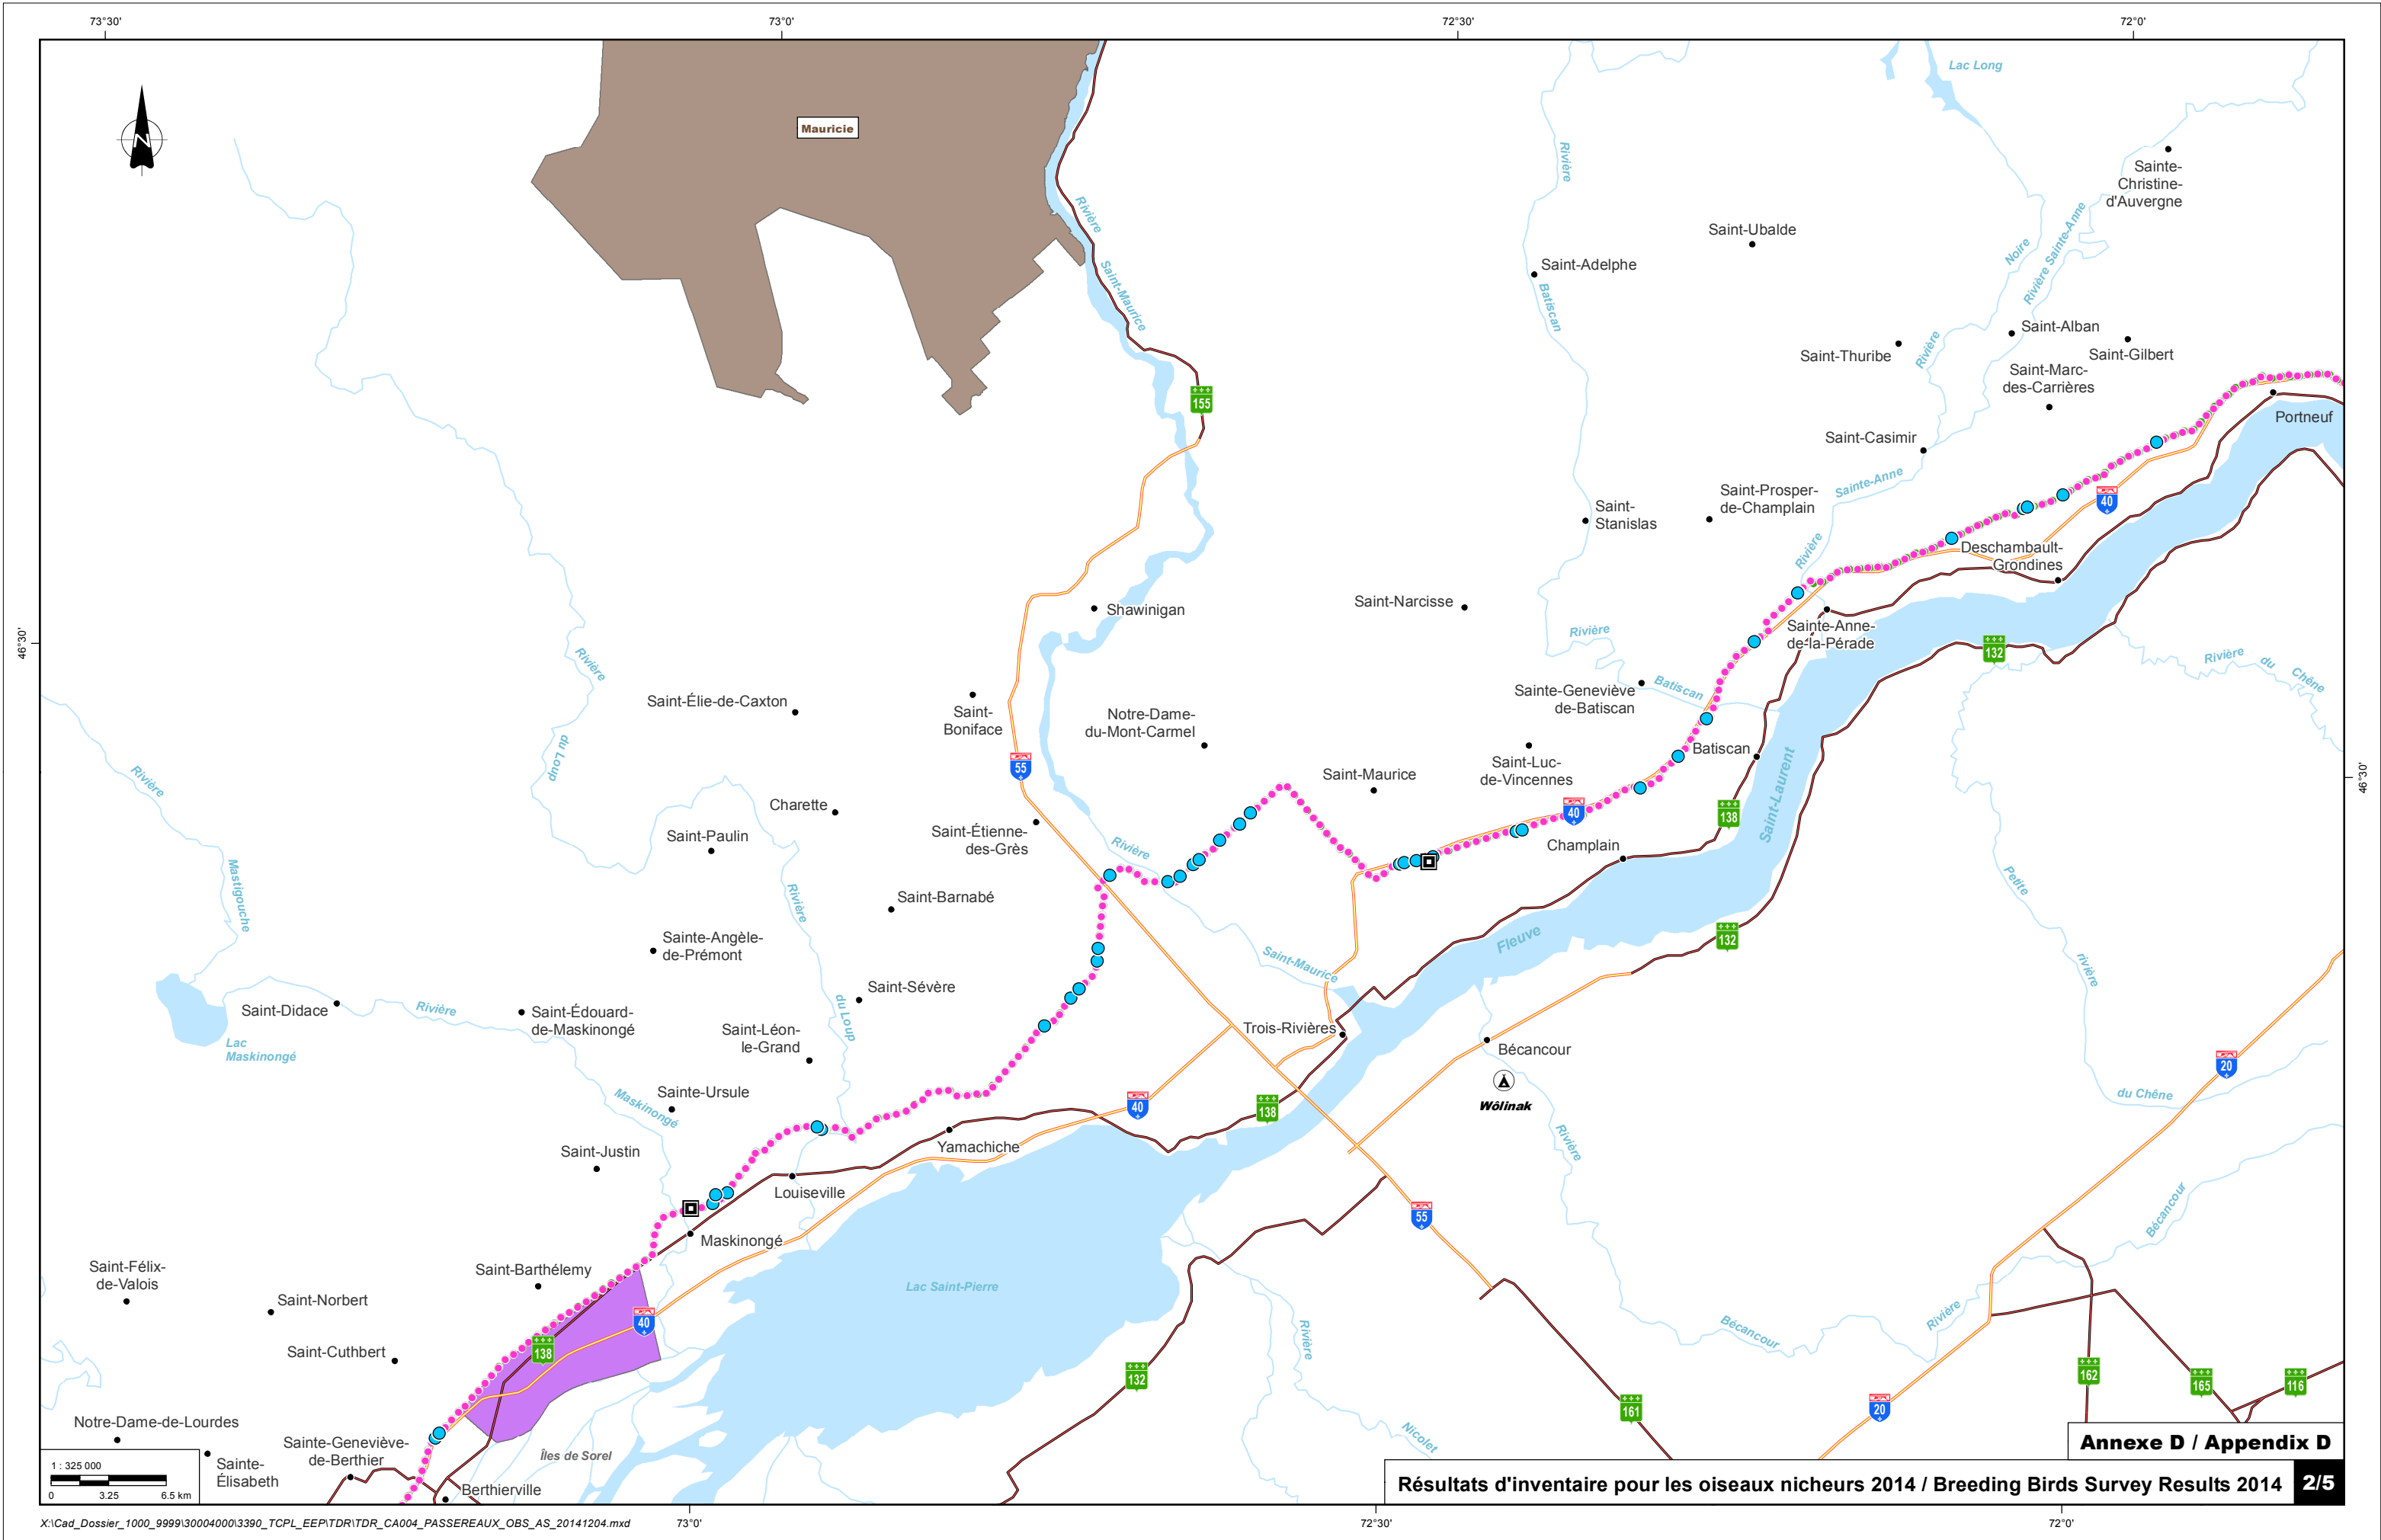 73°30'
73°0'
72°30'
72°0'
Lac Long
N
Mauricie
Rivière
Sainte-
Christine-
d'Auvergne
Rivière
Saint-Maurice
Saint-Ubalde
Noire
Rivière Sainte-Anne
Saint-Adelphe
Batiscan
Saint-Alban
Saint-Thuribe
Rivière
Saint-Gilbert
Saint-Marc-
des-Carrières
155
Portneuf
Saint-Casimir
Sainte-Anne
Saint-Prosper-
de-Champlain
40
Saint-
Stanislas
Rivière
Deschambault-
Grondines
Shawinigan
Saint-Narcisse
Sainte-Anne-
de-la-Pérade
46°30'
Rivière
132
Rivière
du
Chêne
Rivière
Saint-Élie-de-Caxton
Saint-
Boniface
Notre-Dame-
du-Mont-Carmel
Sainte-Geneviève
de-Batiscan
Batiscan
du Loup
55
Batiscan
Saint-Luc-
de-Vincennes
Saint-Maurice
46°30'
Rivière
Charette
40
138
Saint-Laurent
Saint-Paulin
Saint-Étienne-
des-Grès
Rivière
Champlain
Mastigouche
Rivière
Saint-Barnabé
Petite
Sainte-Angèle-
de-Prémont
Fleuve
132
Saint-Maurice
rivière
Saint-Didace
Rivière
Saint-Édouard-
de-Maskinongé
Saint-Sévère
du Loup
Lac
Maskinongé
Saint-Léon-
le-Grand
Trois-Rivières
Bécancour
20
Wôlinak
du Chêne
Sainte-Ursule
Maskinongé
40
138
Saint-Justin
Yamachiche
Rivière
Louiseville
Bécancour
Maskinongé
55
Saint-Félix-
de-Valois
Saint-Barthélemy
Lac Saint-Pierre
Saint-Norbert
40
Rivière
Bécancour
Rivière
Saint-Cuthbert
138
132
161
20
162
165
116
Nicolet
Notre-Dame-de-Lourdes
Sainte-Geneviève-
de-Berthier
Îles de Sorel
Sainte-
Élisabeth
Berthierville
1 : 325 000
0 3.25 6.5 km
Annexe D / Appendix D
Résultats d'inventaire pour les oiseaux nicheurs 2014 / Breeding Birds Survey Results 2014 2/5
X:\Cad_Dossier_1000_9999\30004000\3390_TCPL_EEP\TDR\TDR_CA004_PASSEREAUX_OBS_AS_20141204.mxd
73°0'
72°30'
72°0'